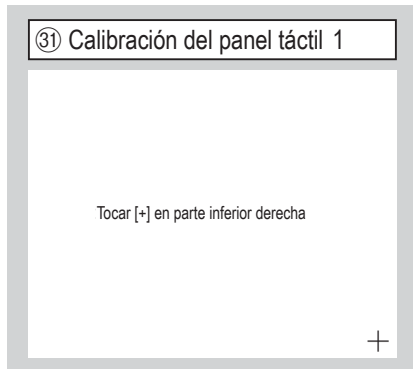 ㉛ Calibración del panel táctil 1
Tocar [+] en parte inferior derecha
+